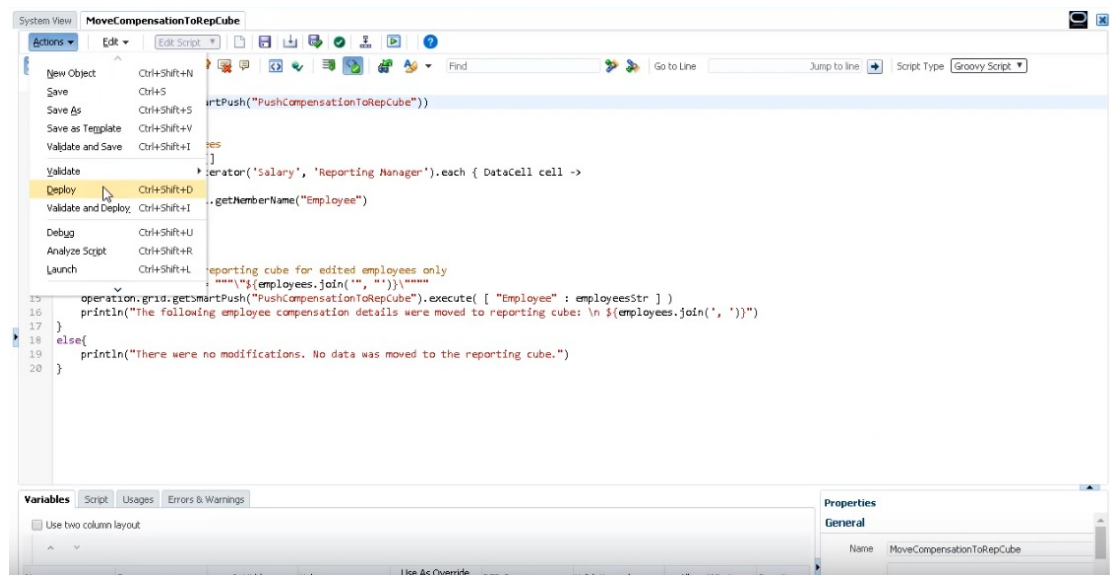 System View MoveCompensationToRepCube
Actions Edit Edit Script
Find Go to Line Jump to line Script Type Groovy Script
New Object Ctrl+Shift+N
Save Ctrl+S
rtPush("PushCompensationToRepCube"))
Save As Ctrl+Shift+S
Save as Template Ctrl+Shift+V
Validate and Save Ctrl+Shift+I
ees
[]
Validate
erator('Salary', 'Reporting Manager').each { DataCell cell ->
Deploy Ctrl+Shift+D
.getMemberName("Employee")
Validate and Deploy Ctrl+Shift+I
Debug Ctrl+Shift+U
Analyze Script Ctrl+Shift+R
Launch Ctrl+Shift+L
reporting cube for edited employees only
= """\"${employees.join('", "')}\""""
15 operation.grid.getSmartPush("PushCompensationToRepCube").execute( [ "Employee" : employeesStr ] )
16 println("The following employee compensation details were moved to reporting cube: \n ${employees.join(', ')}")
17 }
18 else{
19 println("There were no modifications. No data was moved to the reporting cube.")
20 }
Variables Script Usages Errors & Warnings
Use two column layout
Properties
General
Name MoveCompensationToRepCube
Use As Override